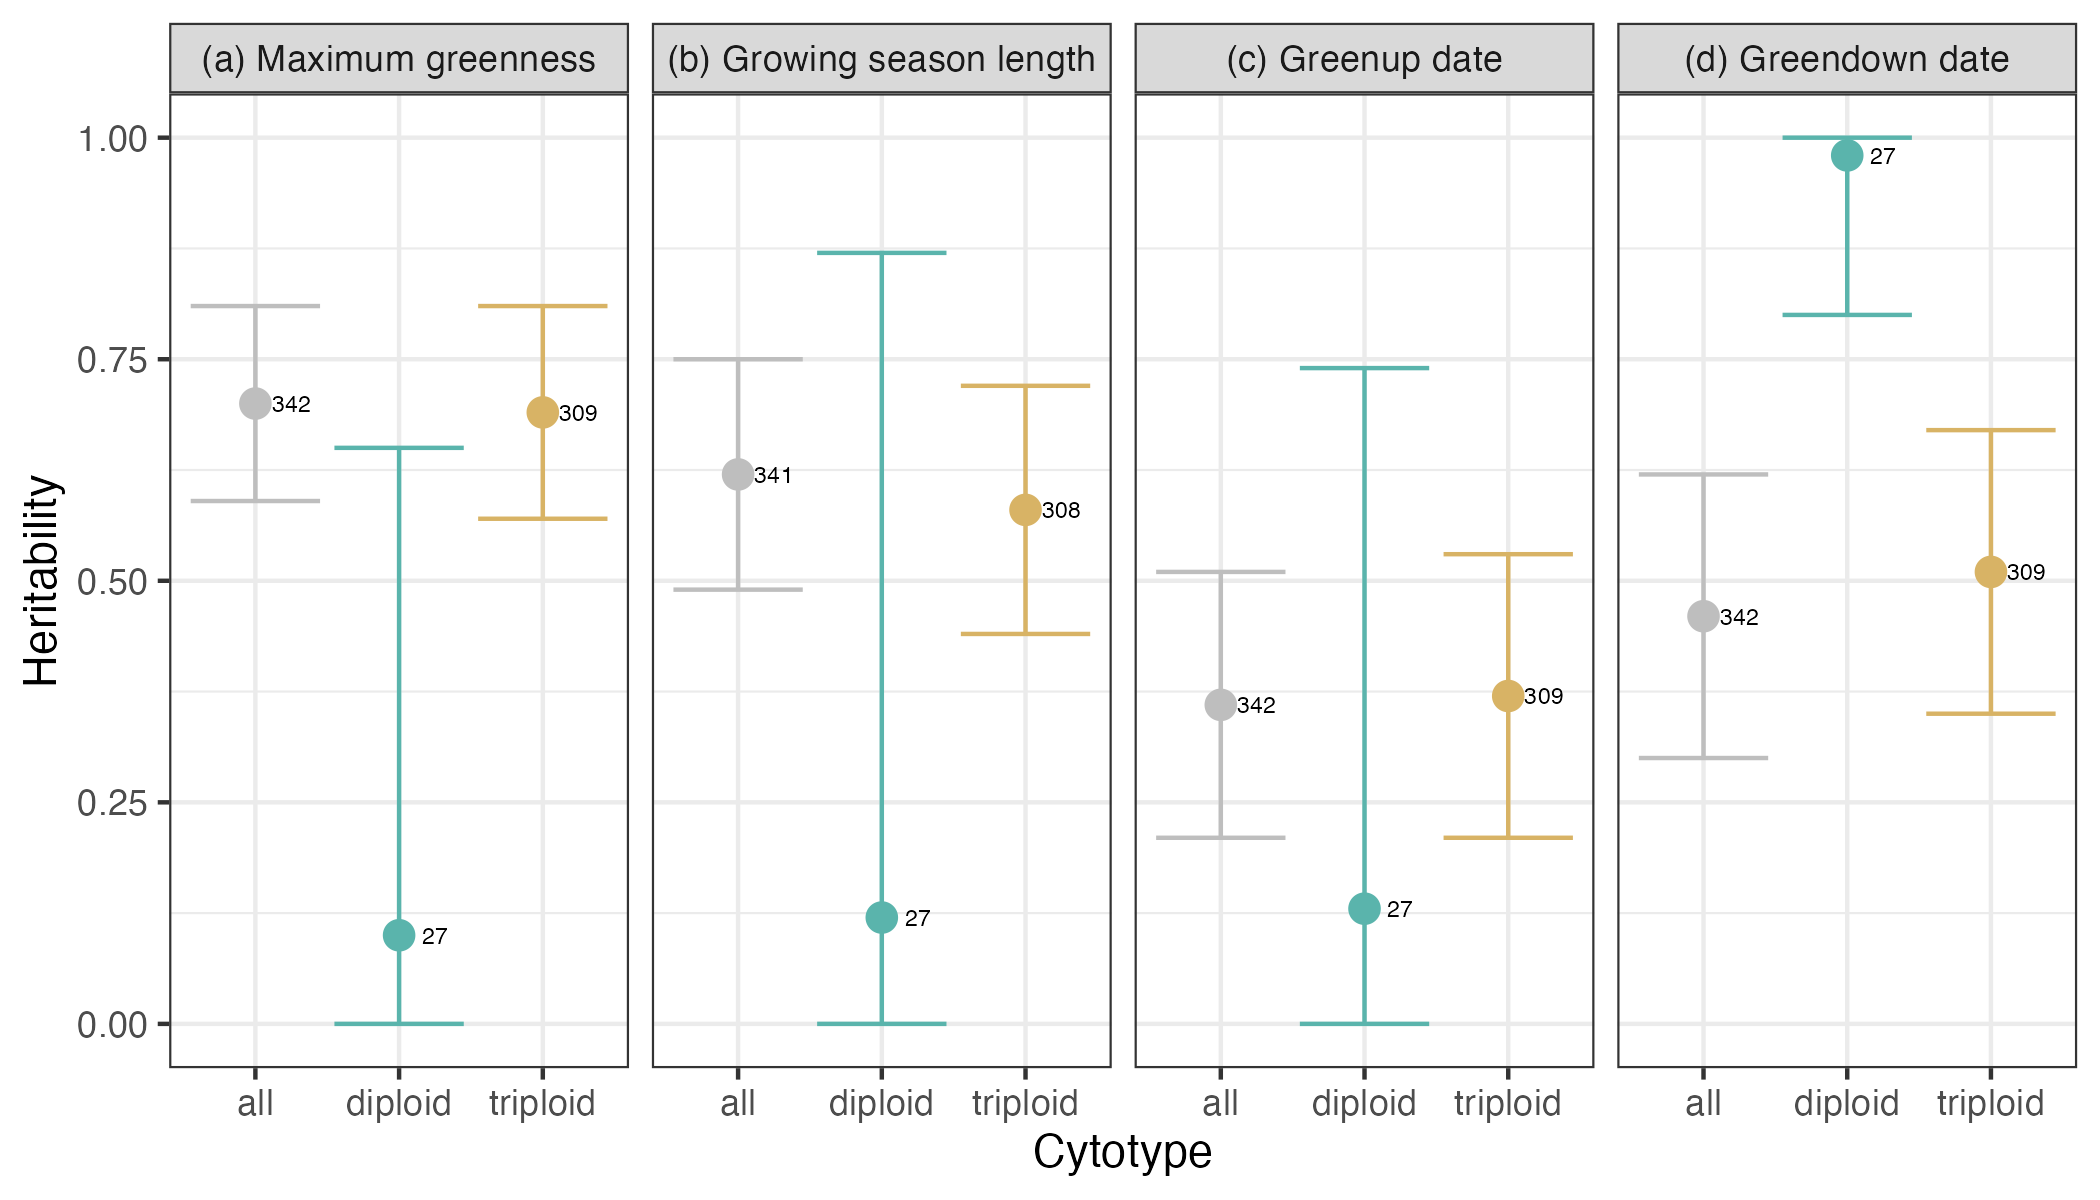 (a) Maximum greenness
(b) Growing season length
(c) Greenup date
(d) Greendown date
Heritability
1.00
0.75
0.50
0.25
0.00
342
27
309
341
27
308
342
27
309
342
27
309
all diploid triploid
all diploid triploid
all diploid triploid
all diploid triploid
Cytotype